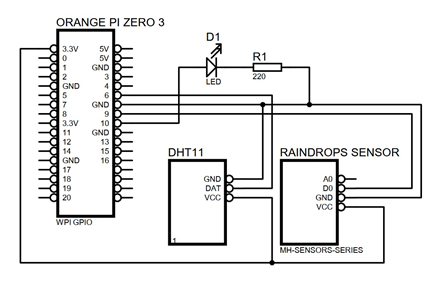 ORANGE PI ZERO 3
3.3V 5V
0 5V
1 GND
2 3
GND 4
5 6
7 GND
8 9
3.3V 10
11 GND
12 13
14 15
GND 16
17
18
19
20
WPI GPIO
D1
LED
R1
220
DHT11
GND
DAT
VCC
1
RAINDROPS SENSOR
A0
D0
GND
VCC
MH-SENSORS-SERIES